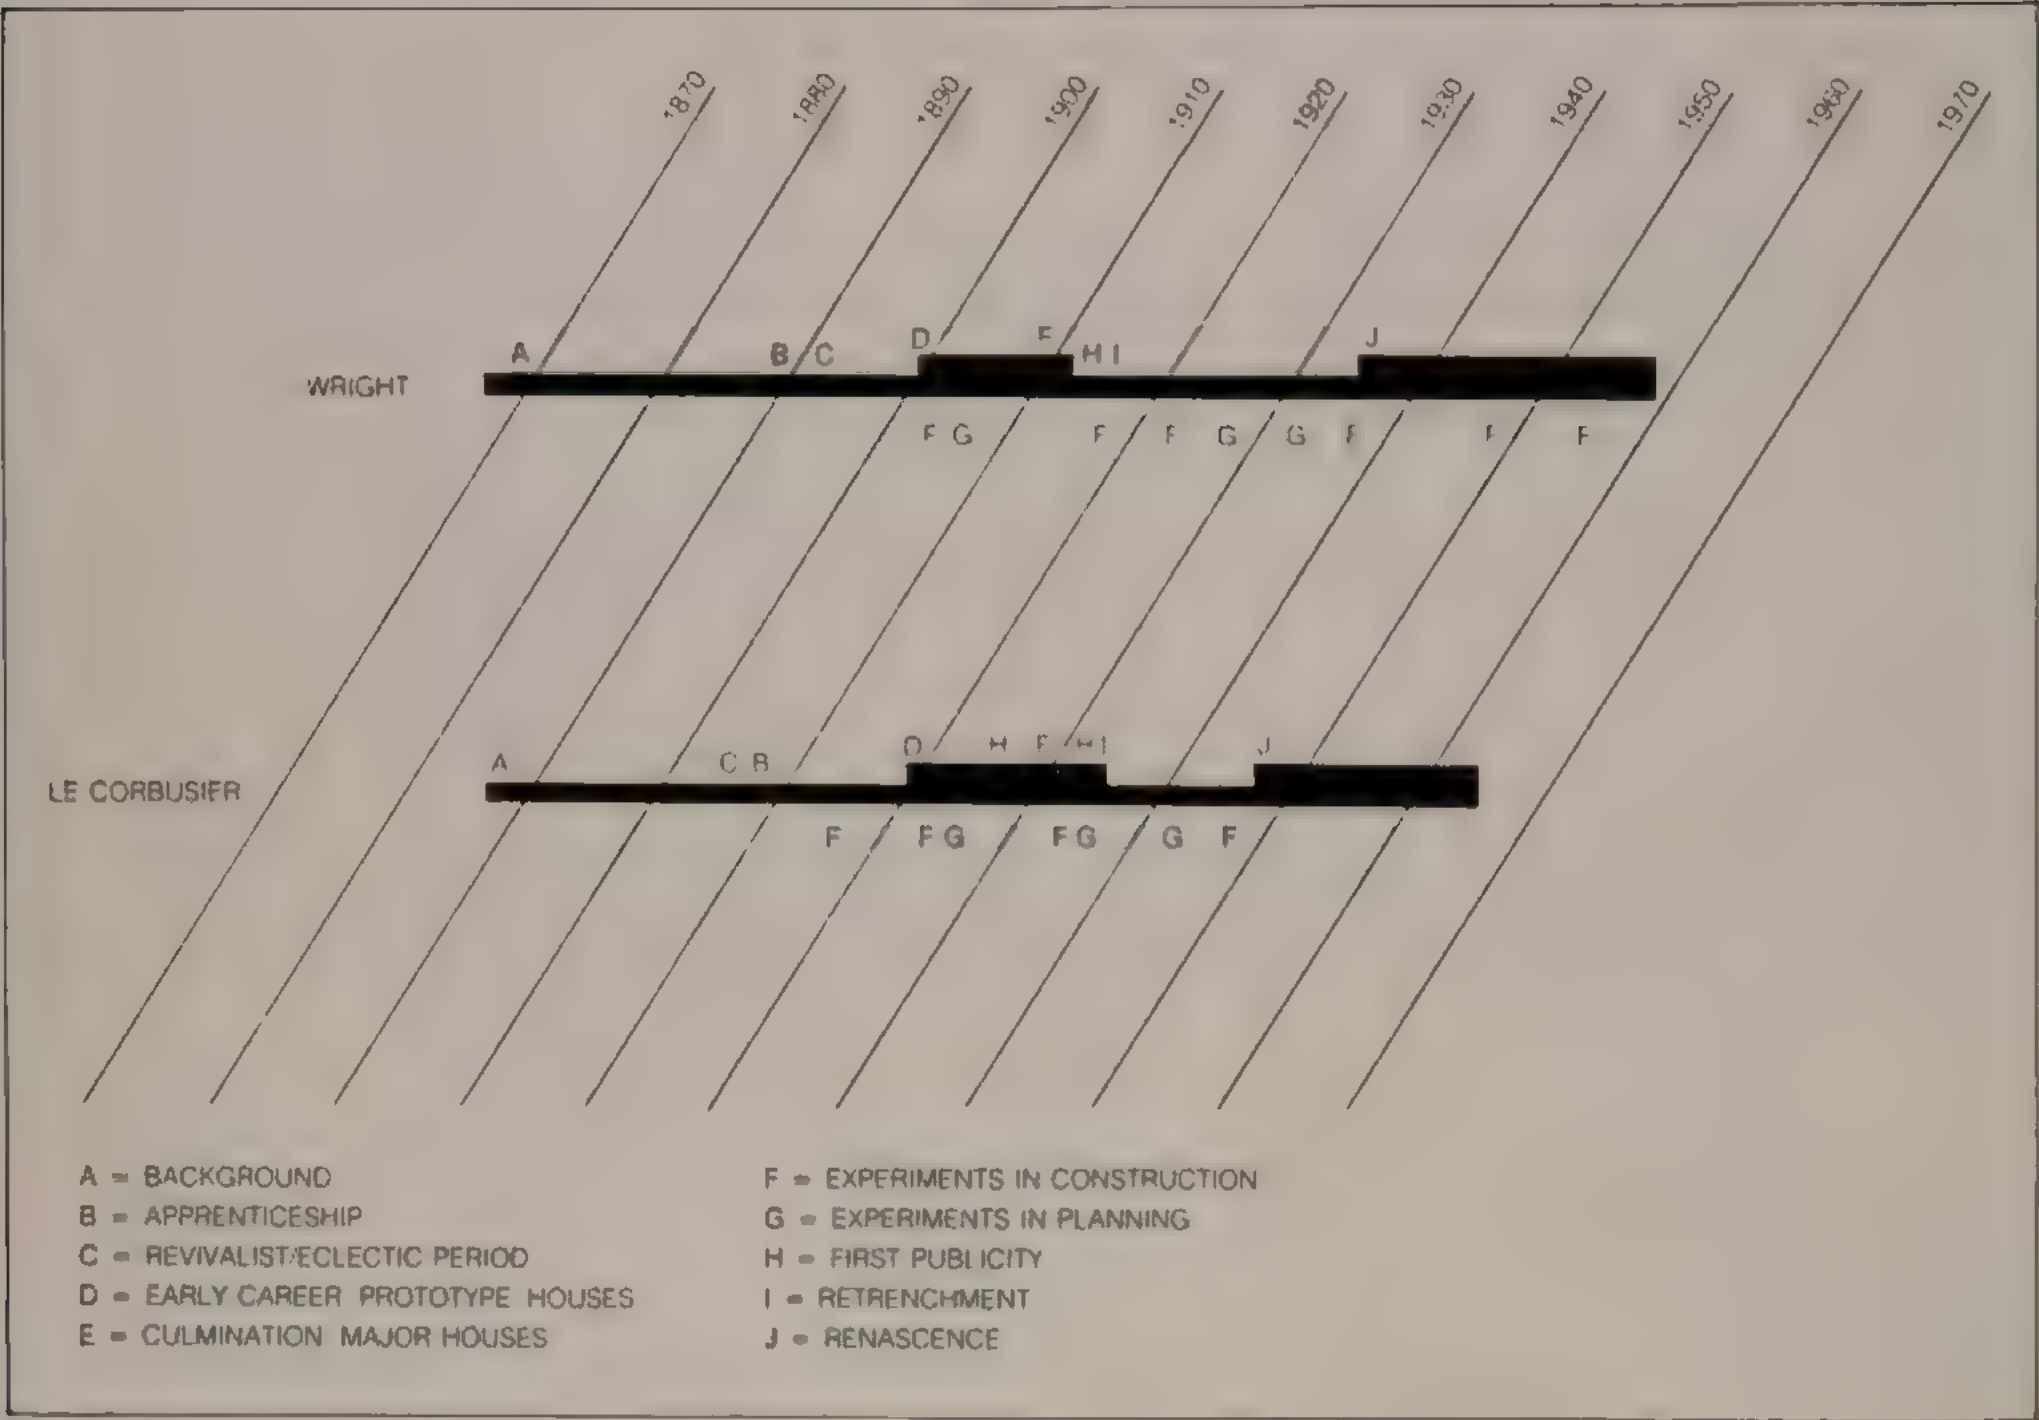 1870 1880 1890 1900 1910 1920 1930 1940 1950 1960 1970
A B C D E H I J
WRIGHT
F G F F G G F F F
A C B D H E H I J
LE CORBUSIER
F F G F G G F
A = BACKGROUND
B = APPRENTICESHIP
C = REVIVALIST/ECLECTIC PERIOD
D = EARLY CAREER PROTOTYPE HOUSES
E = CULMINATION MAJOR HOUSES
F = EXPERIMENTS IN CONSTRUCTION
G = EXPERIMENTS IN PLANNING
H = FIRST PUBLICITY
I = RETRENCHMENT
J = RENASCENCE